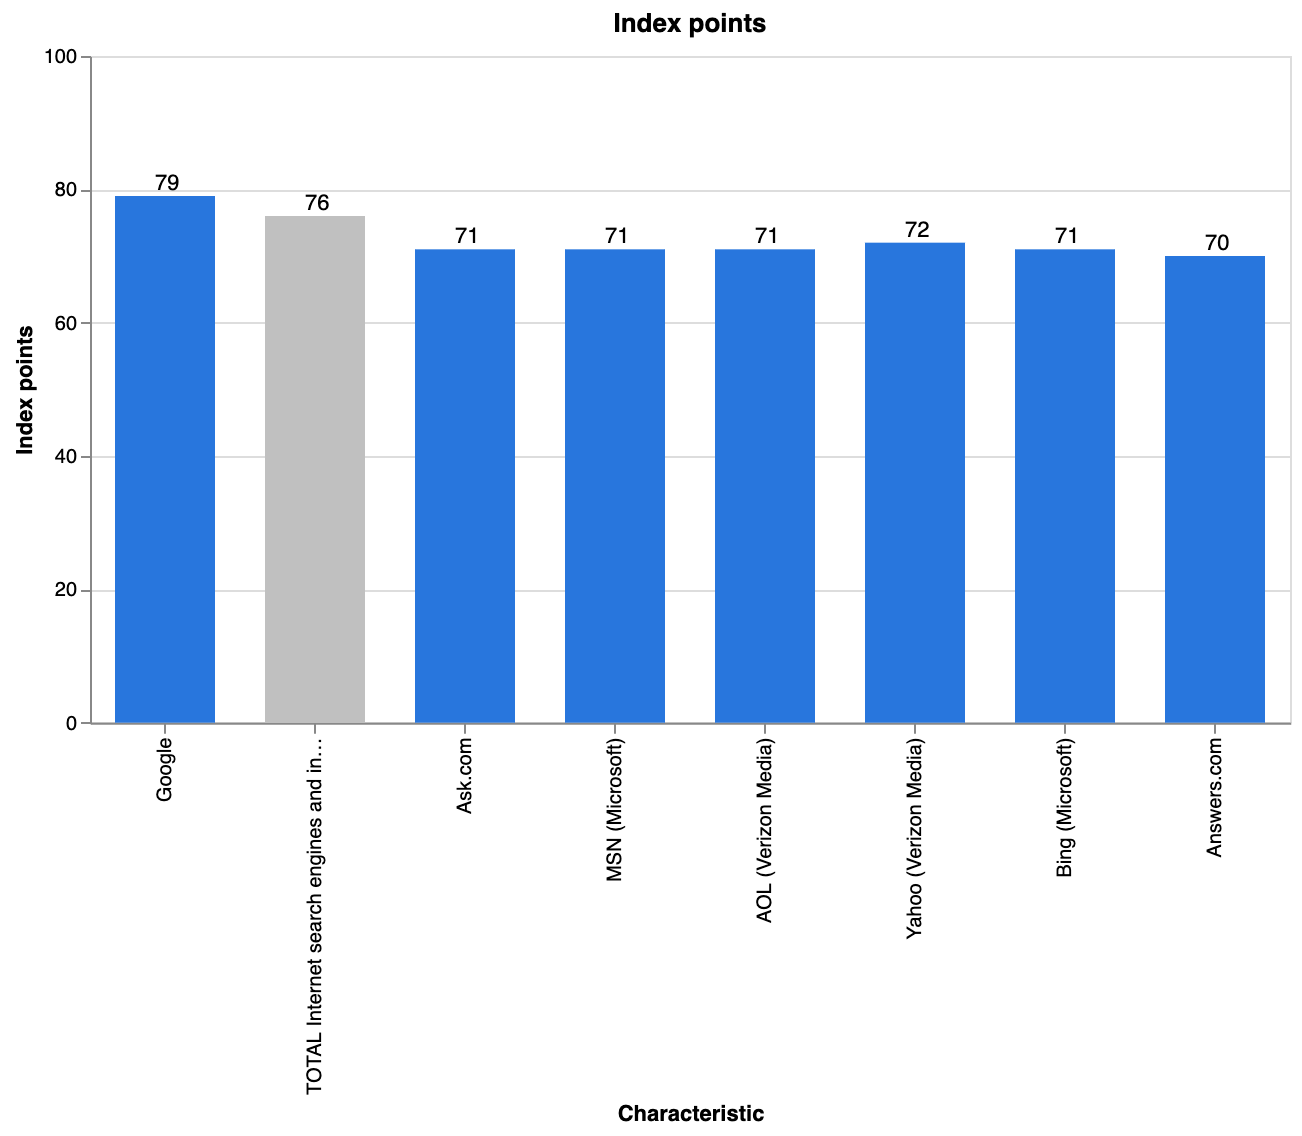 Index points
Index points
100
80
60
40
20
0
79
76
71
71
71
72
71
70
Google
TOTAL Internet search engines and in…
Ask.com
MSN (Microsoft)
AOL (Verizon Media)
Yahoo (Verizon Media)
Bing (Microsoft)
Answers.com
Characteristic